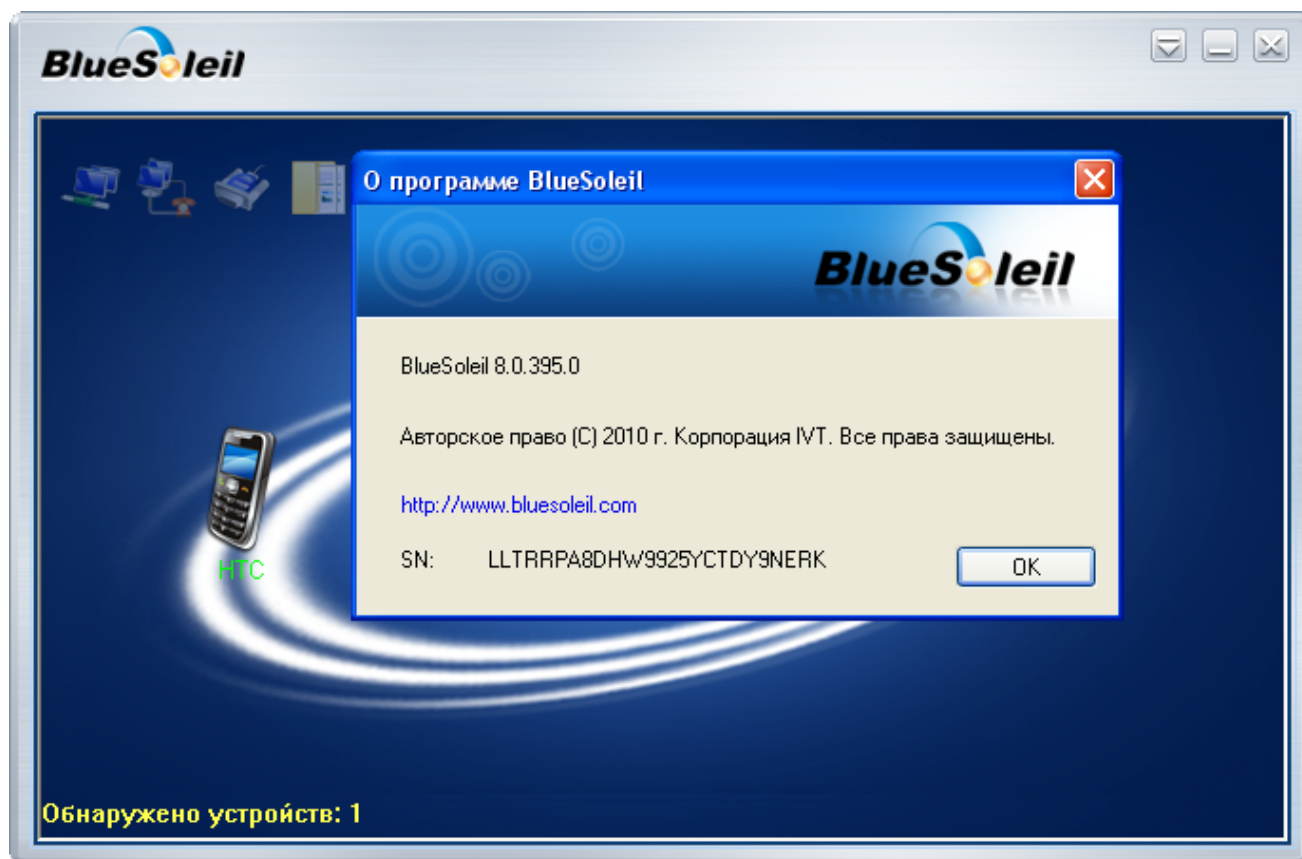 BlueSoleil
О программе BlueSoleil
BlueSoleil
BlueSoleil 8.0.395.0
Авторское право (C) 2010 г. Корпорация IVT. Все права защищены.
http://www.bluesoleil.com
SN: LLTRRPA8DHW9925YCTDY9NERK
OK
HTC
Обнаружено устройств: 1